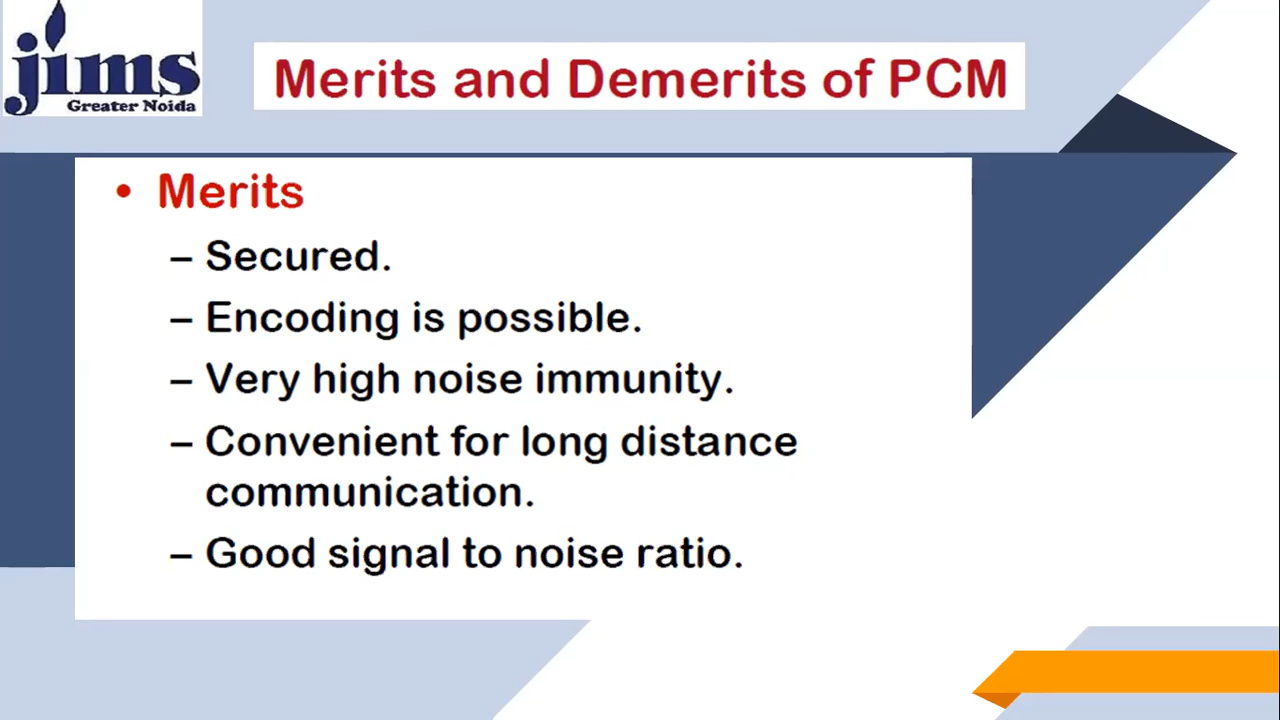 jims
Greater Noida
Merits and Demerits of PCM
• Merits
– Secured.
– Encoding is possible.
– Very high noise immunity.
– Convenient for long distance
communication.
– Good signal to noise ratio.